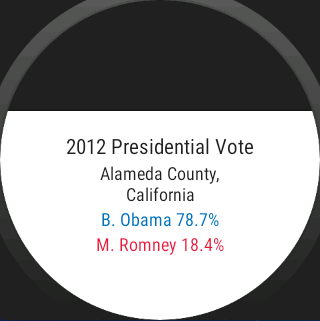 2012 Presidential Vote
Alameda County,
California
B. Obama 78.7%
M. Romney 18.4%